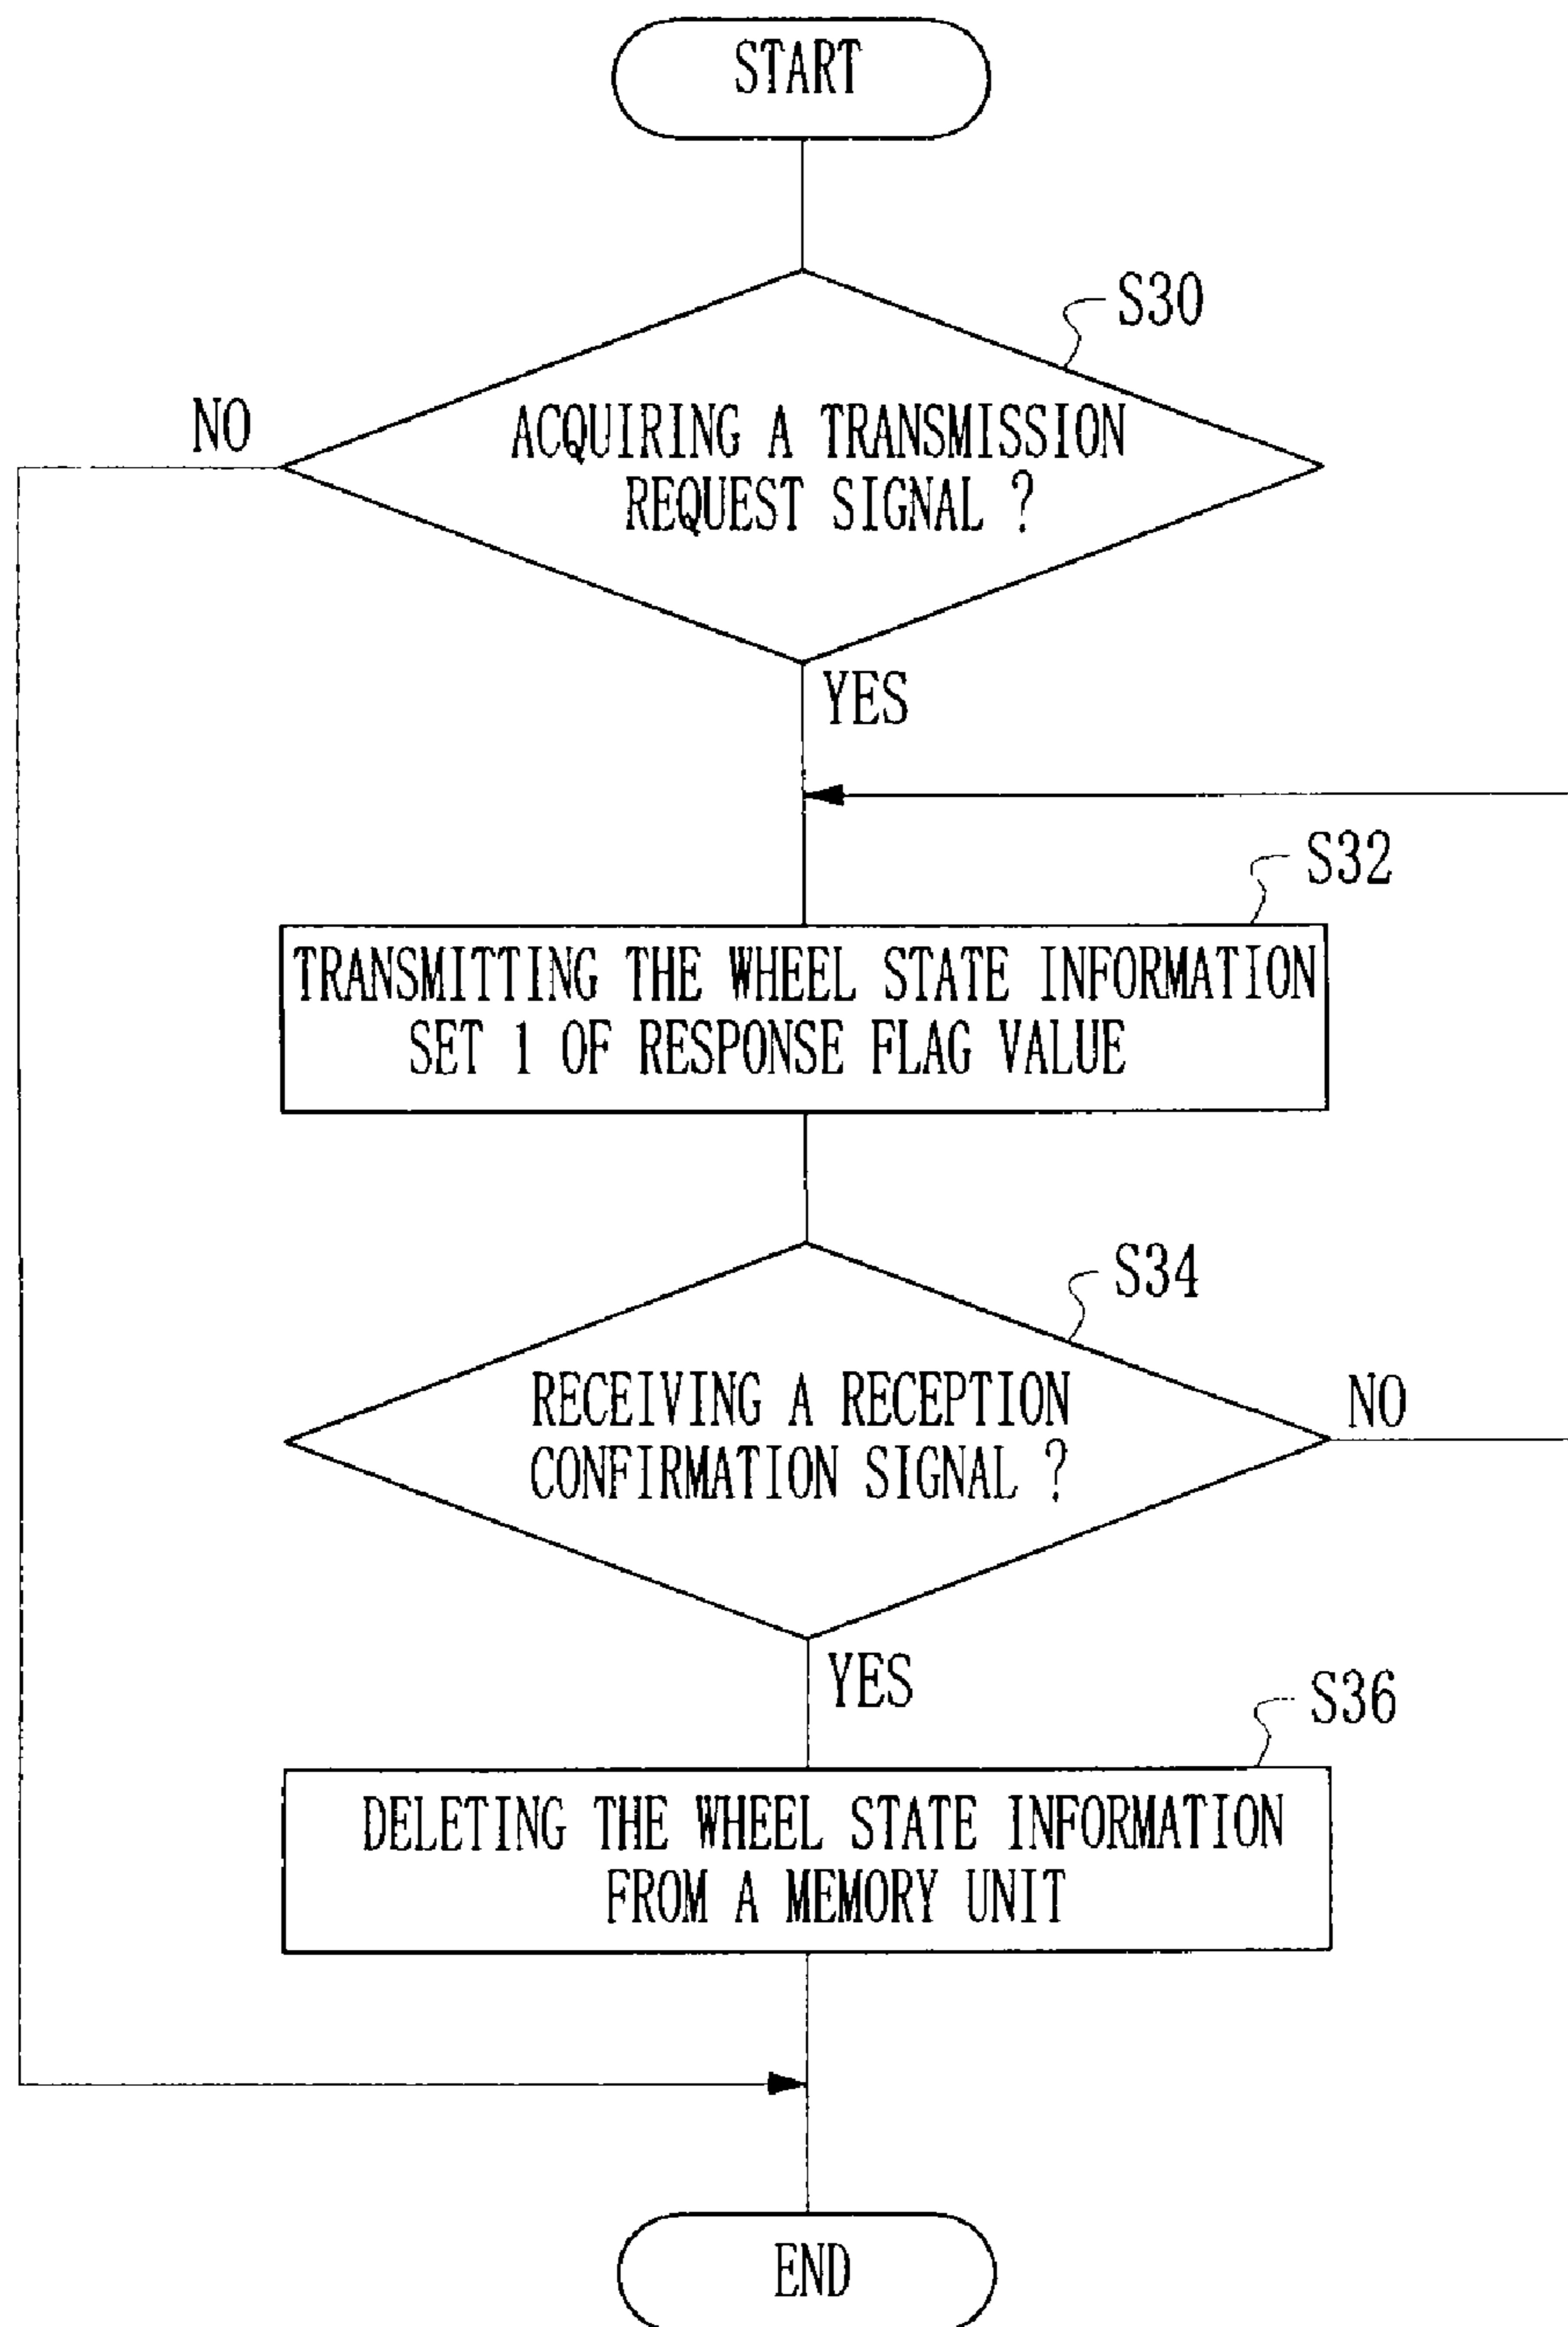 START
S30
NO
ACQUIRING A TRANSMISSION
REQUEST SIGNAL ?
YES
S32
TRANSMITTING THE WHEEL STATE INFORMATION
SET 1 OF RESPONSE FLAG VALUE
S34
RECEIVING A RECEPTION
CONFIRMATION SIGNAL ?
NO
YES
S36
DELETING THE WHEEL STATE INFORMATION
FROM A MEMORY UNIT
END